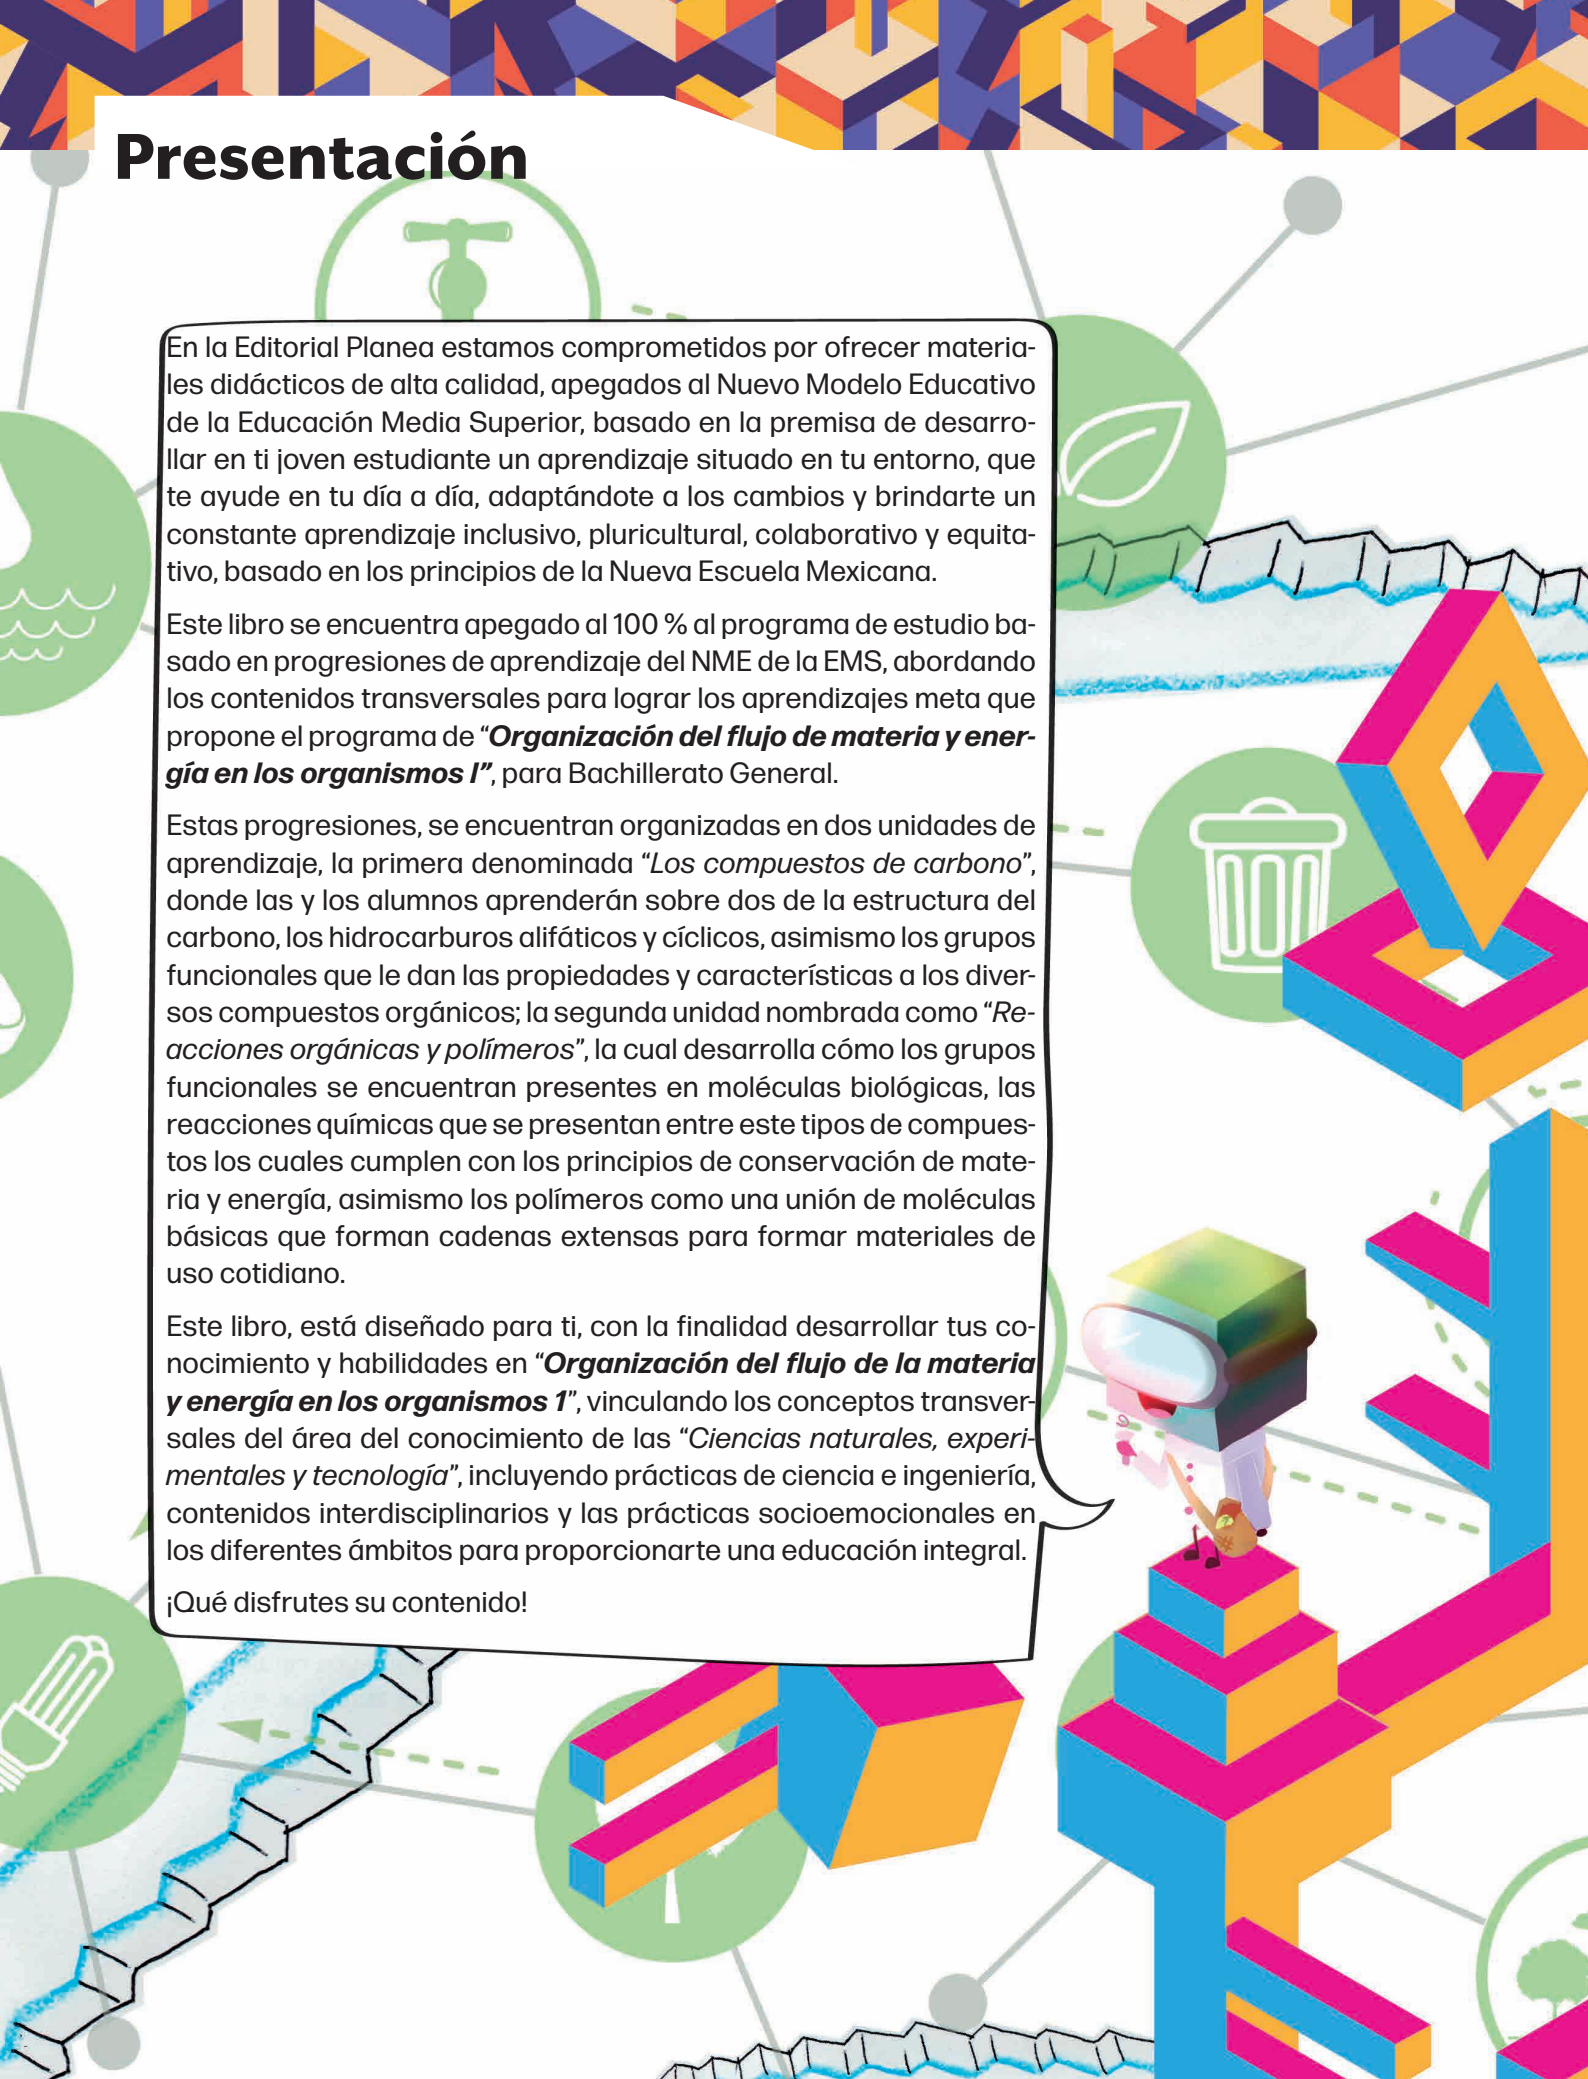 Presentación
En la Editorial Planea estamos comprometidos por ofrecer materia-
les didácticos de alta calidad, apegados al Nuevo Modelo Educativo
de la Educación Media Superior, basado en la premisa de desarro-
llar en ti joven estudiante un aprendizaje situado en tu entorno, que
te ayude en tu día a día, adaptándote a los cambios y brindarte un
constante aprendizaje inclusivo, pluricultural, colaborativo y equita-
tivo, basado en los principios de la Nueva Escuela Mexicana.
Este libro se encuentra apegado al 100 % al programa de estudio ba-
sado en progresiones de aprendizaje del NME de la EMS, abordando
los contenidos transversales para lograr los aprendizajes meta que
propone el programa de “Organización del flujo de materia y ener-
gía en los organismos I”, para Bachillerato General.
Estas progresiones, se encuentran organizadas en dos unidades de
aprendizaje, la primera denominada “Los compuestos de carbono”,
donde las y los alumnos aprenderán sobre dos de la estructura del
carbono, los hidrocarburos alifáticos y cíclicos, asimismo los grupos
funcionales que le dan las propiedades y características a los diver-
sos compuestos orgánicos; la segunda unidad nombrada como “Re-
acciones orgánicas y polímeros”, la cual desarrolla cómo los grupos
funcionales se encuentran presentes en moléculas biológicas, las
reacciones químicas que se presentan entre este tipos de compues-
tos los cuales cumplen con los principios de conservación de mate-
ria y energía, asimismo los polímeros como una unión de moléculas
básicas que forman cadenas extensas para formar materiales de
uso cotidiano.
Este libro, está diseñado para ti, con la finalidad desarrollar tus co-
nocimiento y habilidades en “Organización del flujo de la materia
y energía en los organismos 1”, vinculando los conceptos transver-
sales del área del conocimiento de las “Ciencias naturales, experi-
mentales y tecnología”, incluyendo prácticas de ciencia e ingeniería,
contenidos interdisciplinarios y las prácticas socioemocionales en
los diferentes ámbitos para proporcionarte una educación integral.
¡Qué disfrutes su contenido!